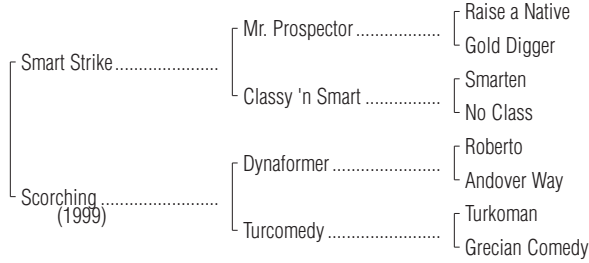 Raise a Native
Mr. Prospector ..................
Gold Digger
Smart Strike......................
Smarten
Classy 'n Smart ................
No Class
Roberto
Dynaformer .......................
Andover Way
Scorching .........................
(1999)
Turkoman
Turcomedy ........................
Grecian Comedy